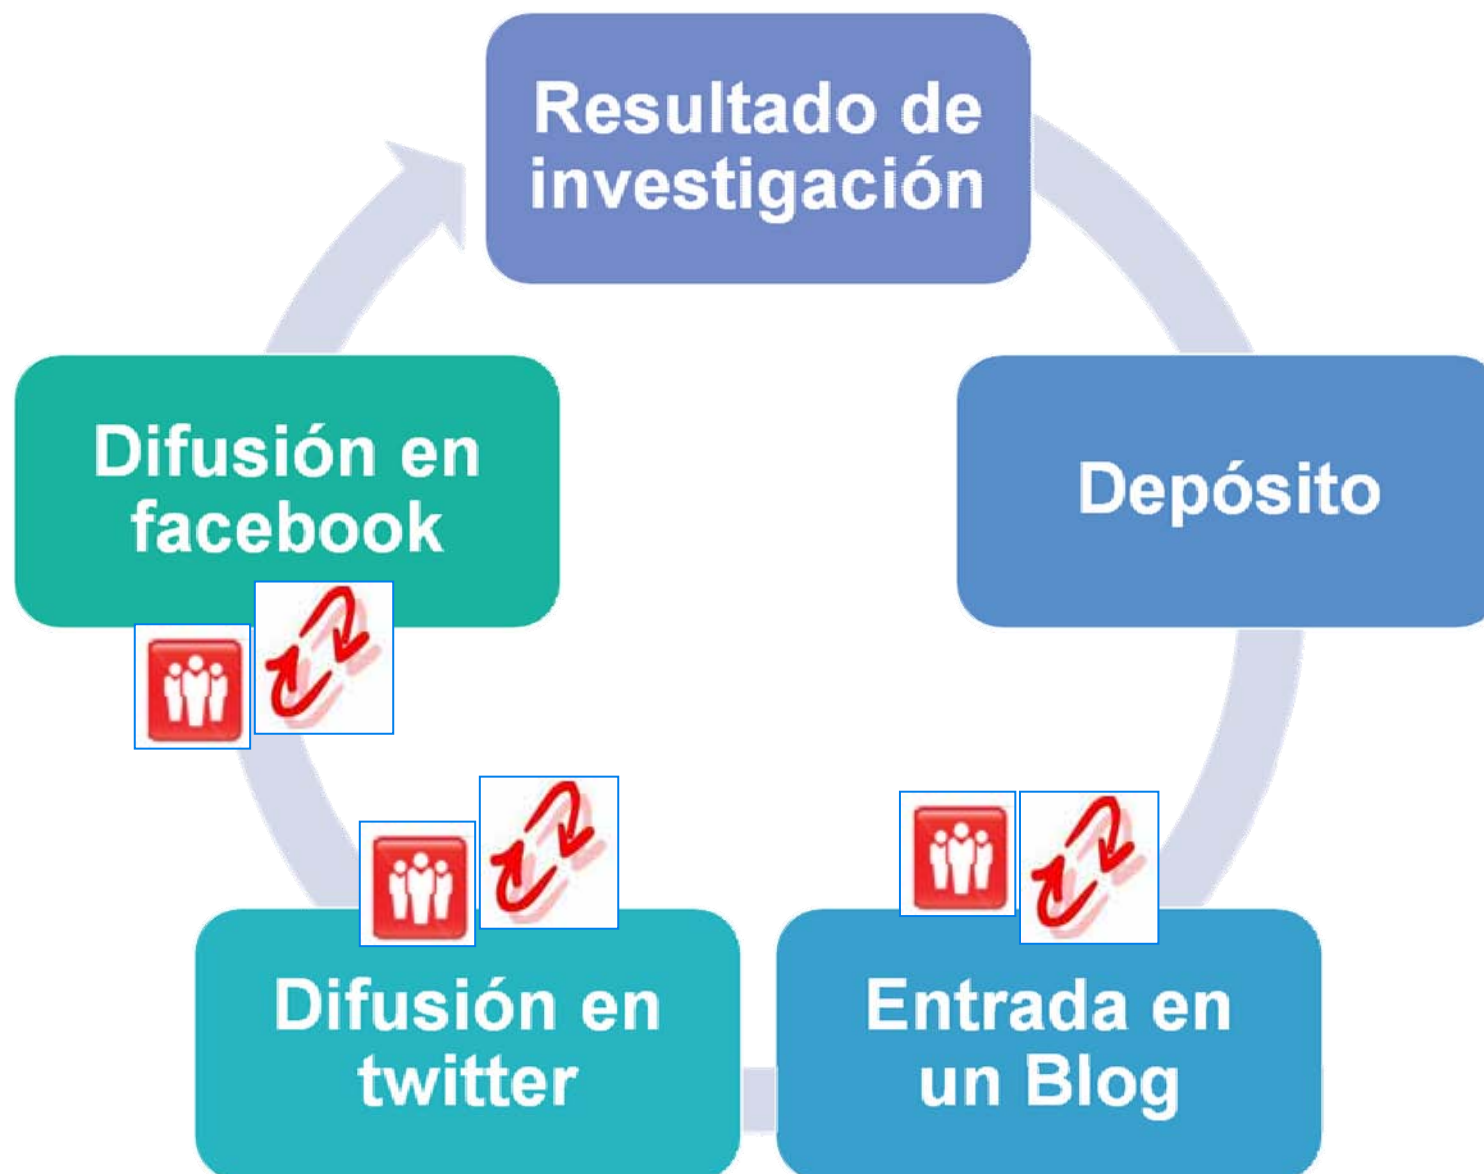 Resultado de
investigación
Depósito
Entrada en
un Blog
Difusión en
twitter
Difusión en
facebook